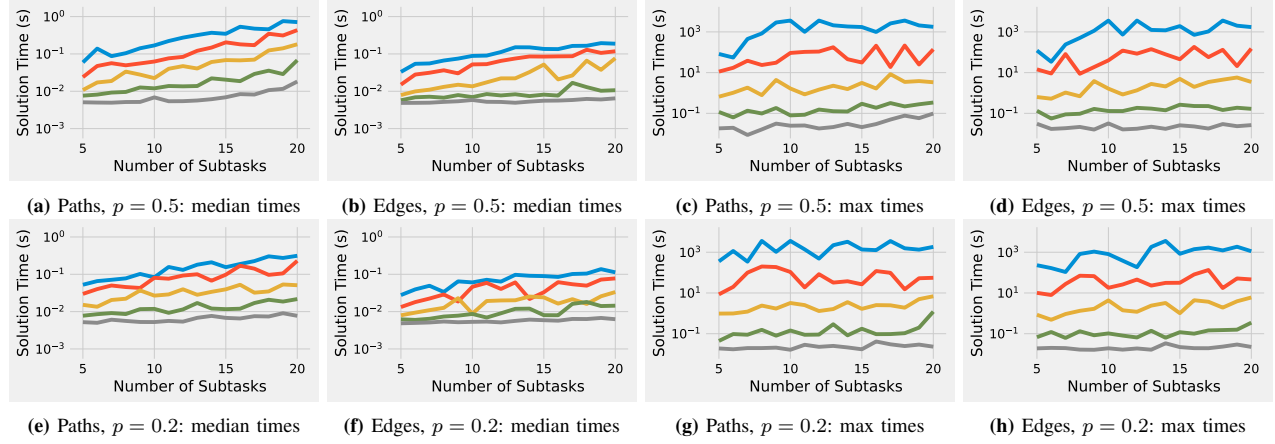 Solution Time (s)
10⁰
10⁻¹
10⁻²
10⁻³
5 10 15 20
Number of Subtasks
(a) Paths, p = 0.5: median times
Solution Time (s)
10⁰
10⁻¹
10⁻²
10⁻³
5 10 15 20
Number of Subtasks
(b) Edges, p = 0.5: median times
Solution Time (s)
10³
10¹
10⁻¹
5 10 15 20
Number of Subtasks
(c) Paths, p = 0.5: max times
Solution Time (s)
10³
10¹
10⁻¹
5 10 15 20
Number of Subtasks
(d) Edges, p = 0.5: max times
Solution Time (s)
10⁰
10⁻¹
10⁻²
10⁻³
5 10 15 20
Number of Subtasks
(e) Paths, p = 0.2: median times
Solution Time (s)
10⁰
10⁻¹
10⁻²
10⁻³
5 10 15 20
Number of Subtasks
(f) Edges, p = 0.2: median times
Solution Time (s)
10³
10¹
10⁻¹
5 10 15 20
Number of Subtasks
(g) Paths, p = 0.2: max times
Solution Time (s)
10³
10¹
10⁻¹
5 10 15 20
Number of Subtasks
(h) Edges, p = 0.2: max times